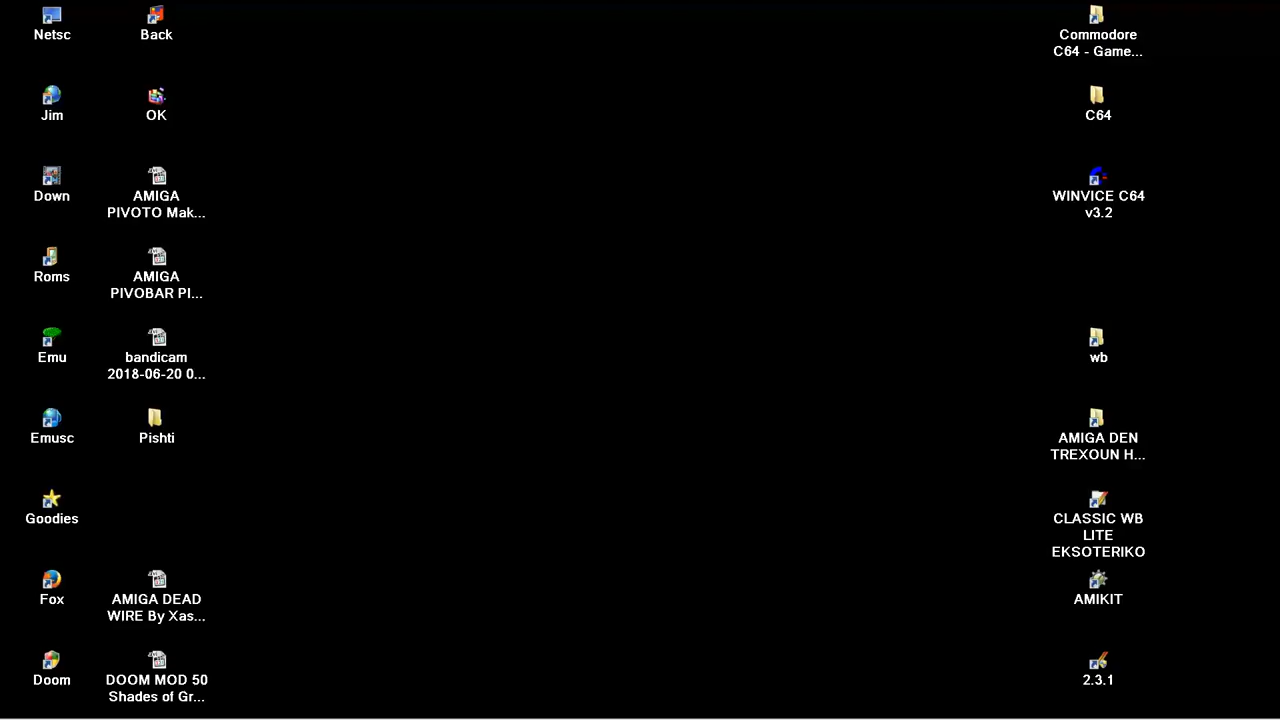 Netsc
Back
Commodore
C64 - Game...
Jim
OK
C64
Down
AMIGA
PIVOTO Mak...
WINVICE C64
v3.2
Roms
AMIGA
PIVOBAR PI...
Emu
bandicam
2018-06-20 0...
wb
Emusc
Pishti
AMIGA DEN
TREXOUN H...
Goodies
CLASSIC WB
LITE
EKSOTERIKO
Fox
AMIGA DEAD
WIRE By Xas...
AMIKIT
Doom
DOOM MOD 50
Shades of Gr...
2.3.1